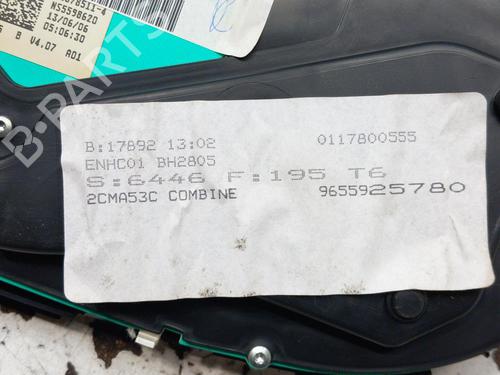 NS5598620
13/06/06
05:06:30
B V4.07 A01
B:17892 13:02
0117800555
ENHC01 BH2805
S:6446 F:195 T6
2CMA53C COMBINE
9655925780
B-PARTS